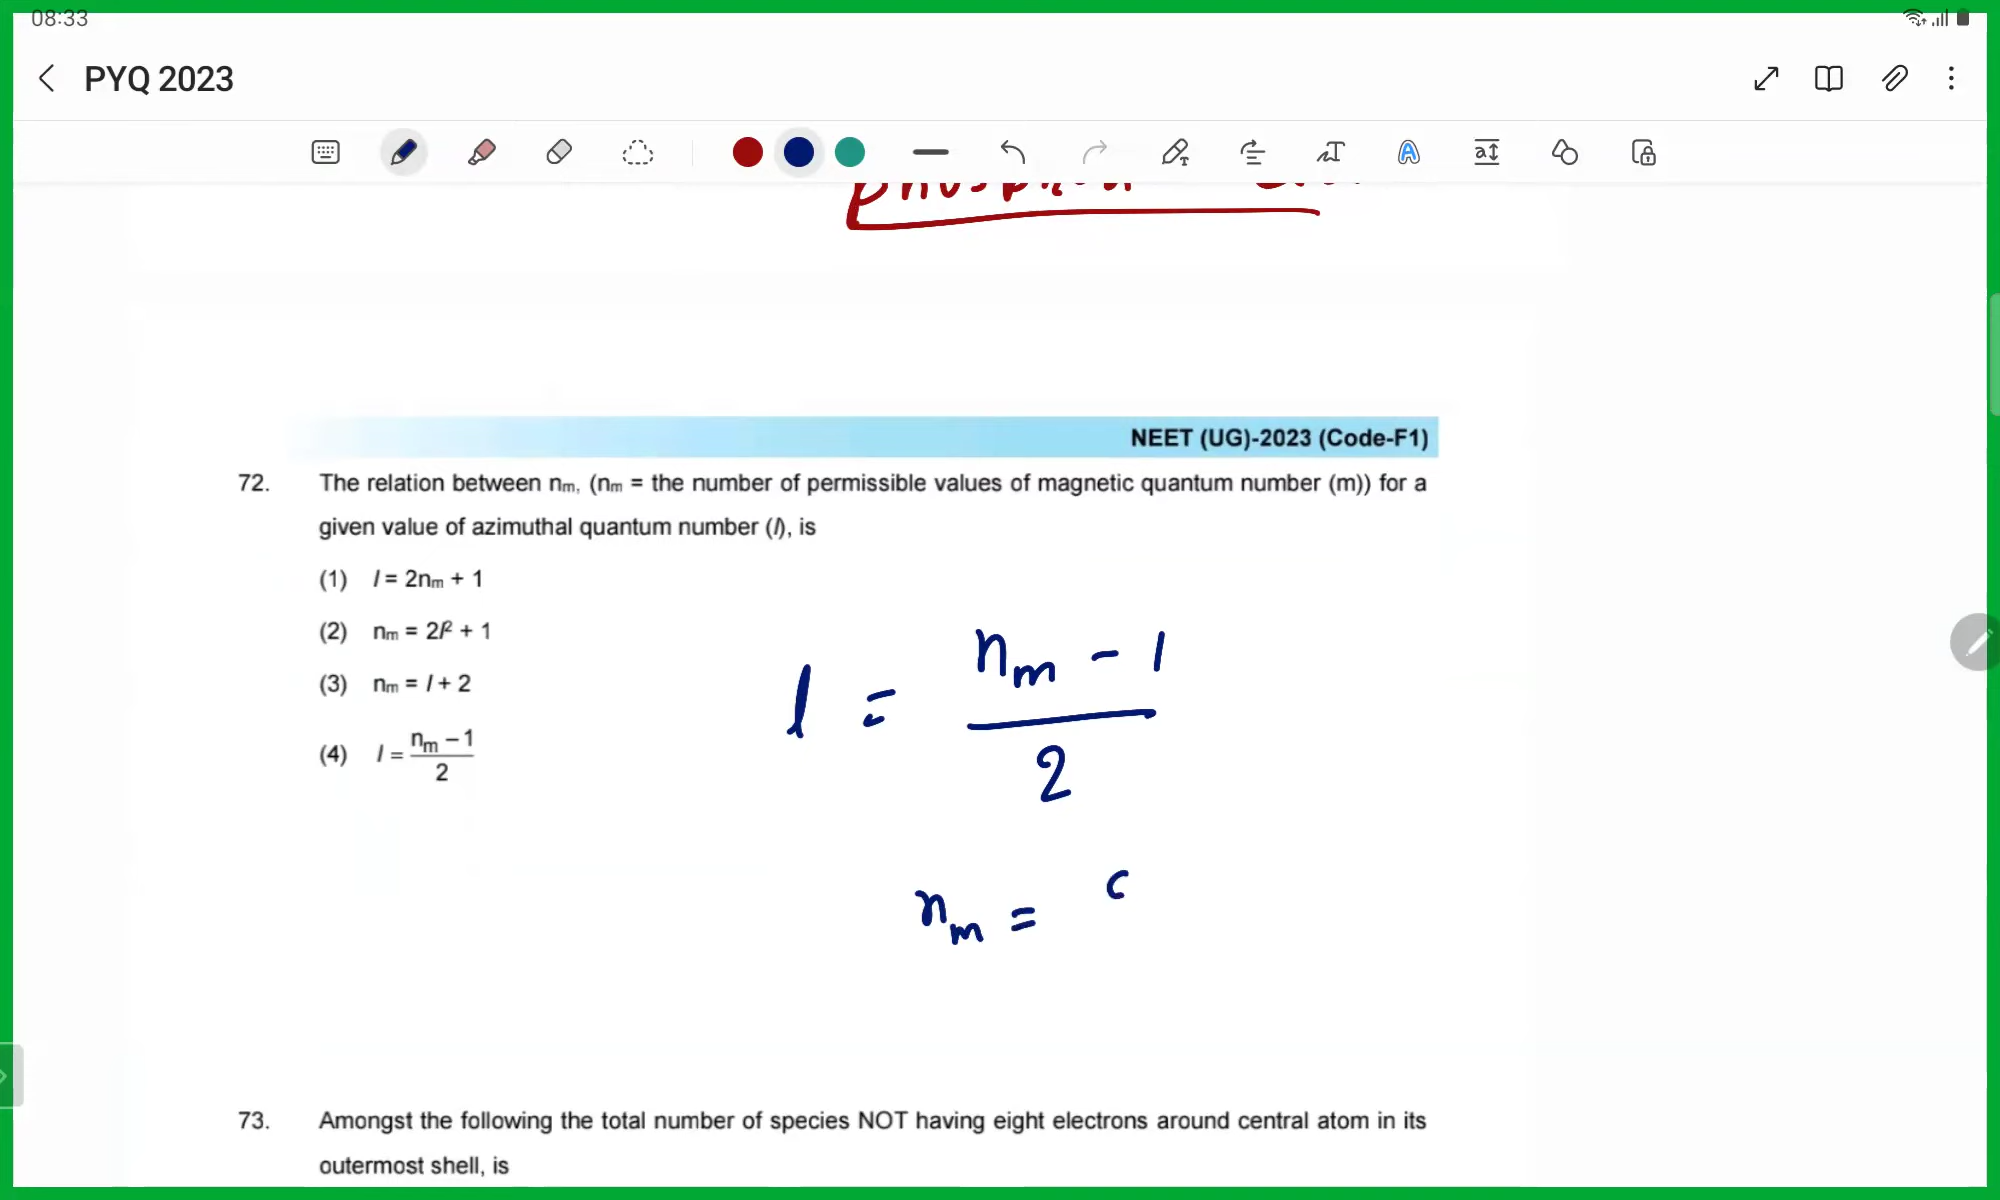 08:33
PYQ 2023
NEET (UG)-2023 (Code-F1)
72. The relation between nm, (nm = the number of permissible values of magnetic quantum number (m)) for a
given value of azimuthal quantum number (l), is
(1) l = 2nm + 1
(2) nm = 2l² + 1
(3) nm = l + 2
(4) l = nm – 1
2
l = nm - 1
2
nm =
73. Amongst the following the total number of species NOT having eight electrons around central atom in its
outermost shell, is